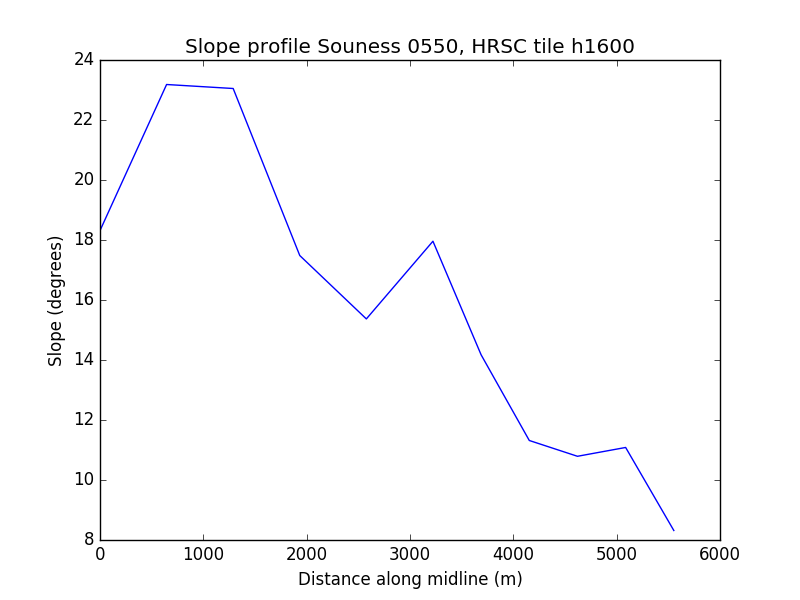 Slope profile Souness 0550, HRSC tile h1600
24
22
20
18
16
14
12
10
8
Slope (degrees)
0 1000 2000 3000 4000 5000 6000
Distance along midline (m)